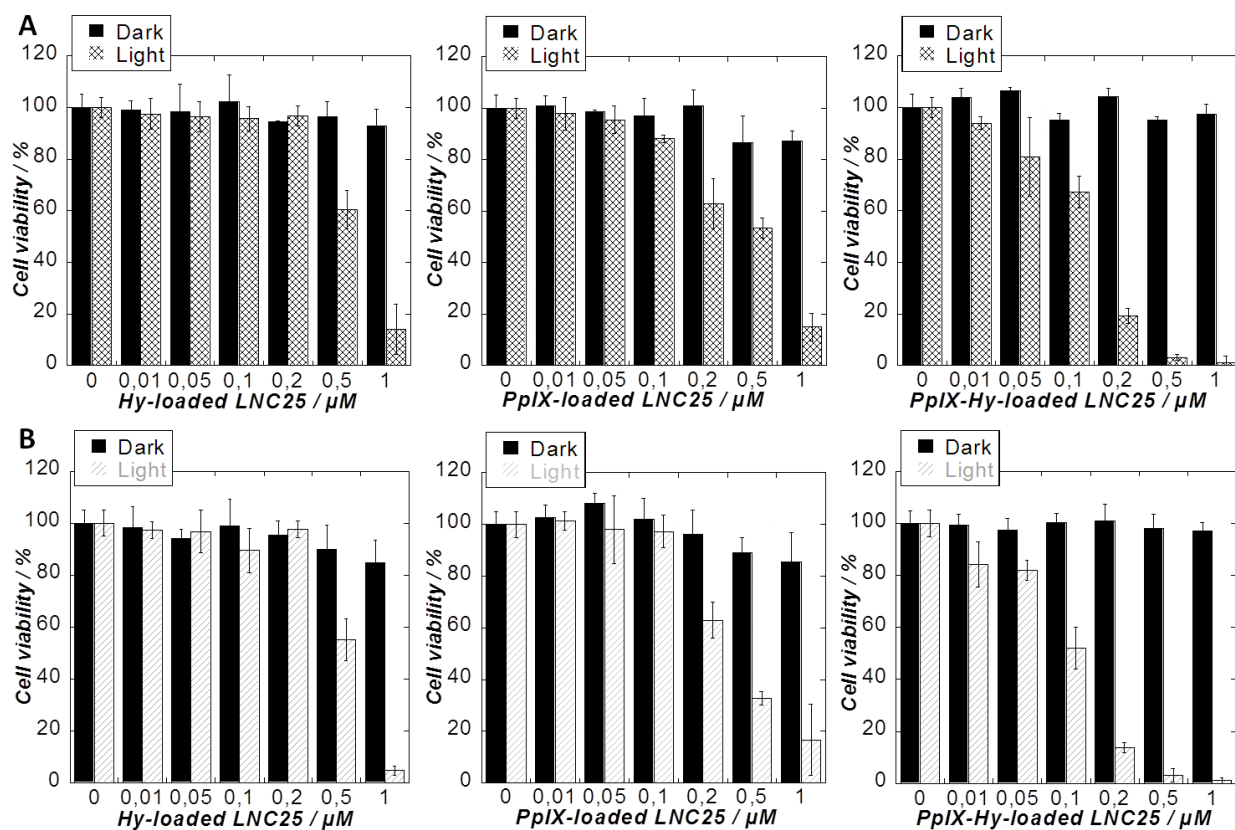 A
Dark
Light
Cell viability / %
120
100
80
60
40
20
0
0 0,01 0,05 0,1 0,2 0,5 1
Hy-loaded LNC25 / µM
Dark
Light
Cell viability / %
120
100
80
60
40
20
0
0 0,01 0,05 0,1 0,2 0,5 1
PpIX-loaded LNC25 / µM
Dark
Light
Cell viability / %
120
100
80
60
40
20
0
0 0,01 0,05 0,1 0,2 0,5 1
PpIX-Hy-loaded LNC25 / µM
B
Dark
Light
Cell viability / %
120
100
80
60
40
20
0
0 0,01 0,05 0,1 0,2 0,5 1
Hy-loaded LNC25 / µM
Dark
Light
Cell viability / %
120
100
80
60
40
20
0
0 0,01 0,05 0,1 0,2 0,5 1
PpIX-loaded LNC25 / µM
Dark
Light
Cell viability / %
120
100
80
60
40
20
0
0 0,01 0,05 0,1 0,2 0,5 1
PpIX-Hy-loaded LNC25 / µM